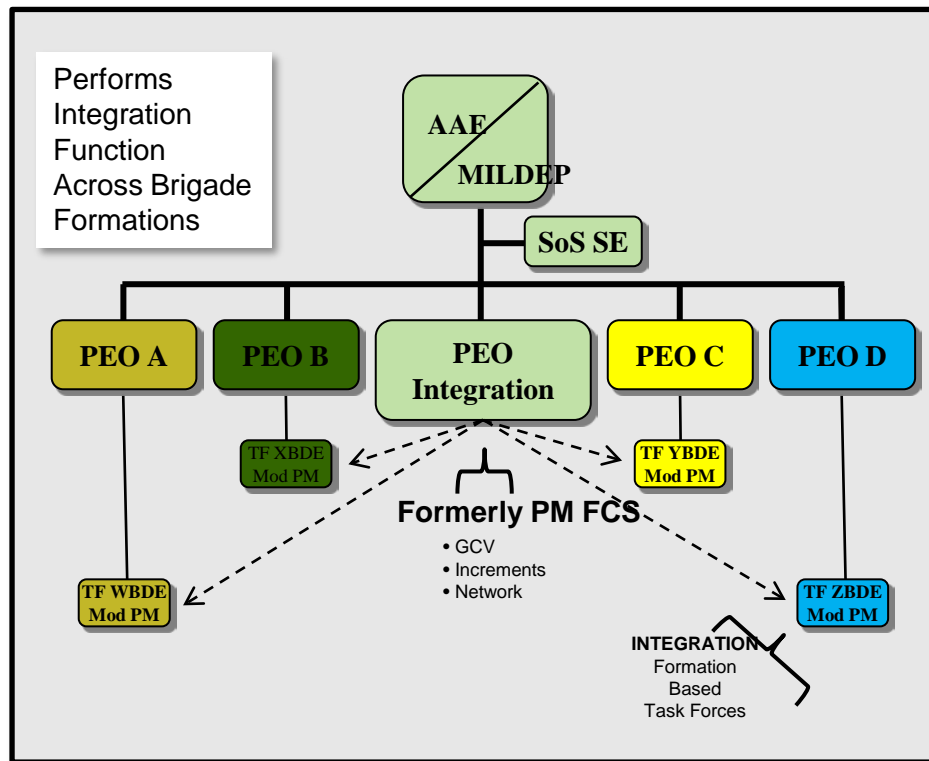 Performs
Integration
Function
Across Brigade
Formations
AAE
MILDEP
SoS SE
PEO A
PEO B
PEO
Integration
PEO C
PEO D
TF XBDE
Mod PM
TF YBDE
Mod PM
Formerly PM FCS
• GCV
• Increments
• Network
TF WBDE
Mod PM
TF ZBDE
Mod PM
INTEGRATION
Formation
Based
Task Forces